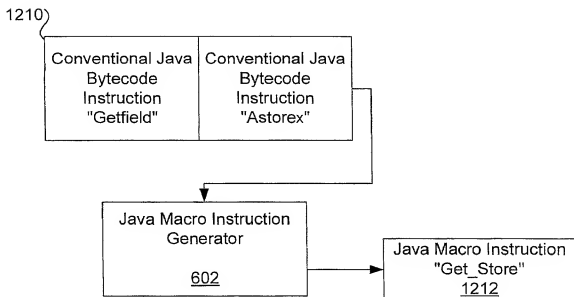 1210
Conventional Java
Bytecode
Instruction
"Getfield"
Conventional Java
Bytecode
Instruction
"Astorex"
Java Macro Instruction
Generator
602
Java Macro Instruction
"Get_Store"
1212